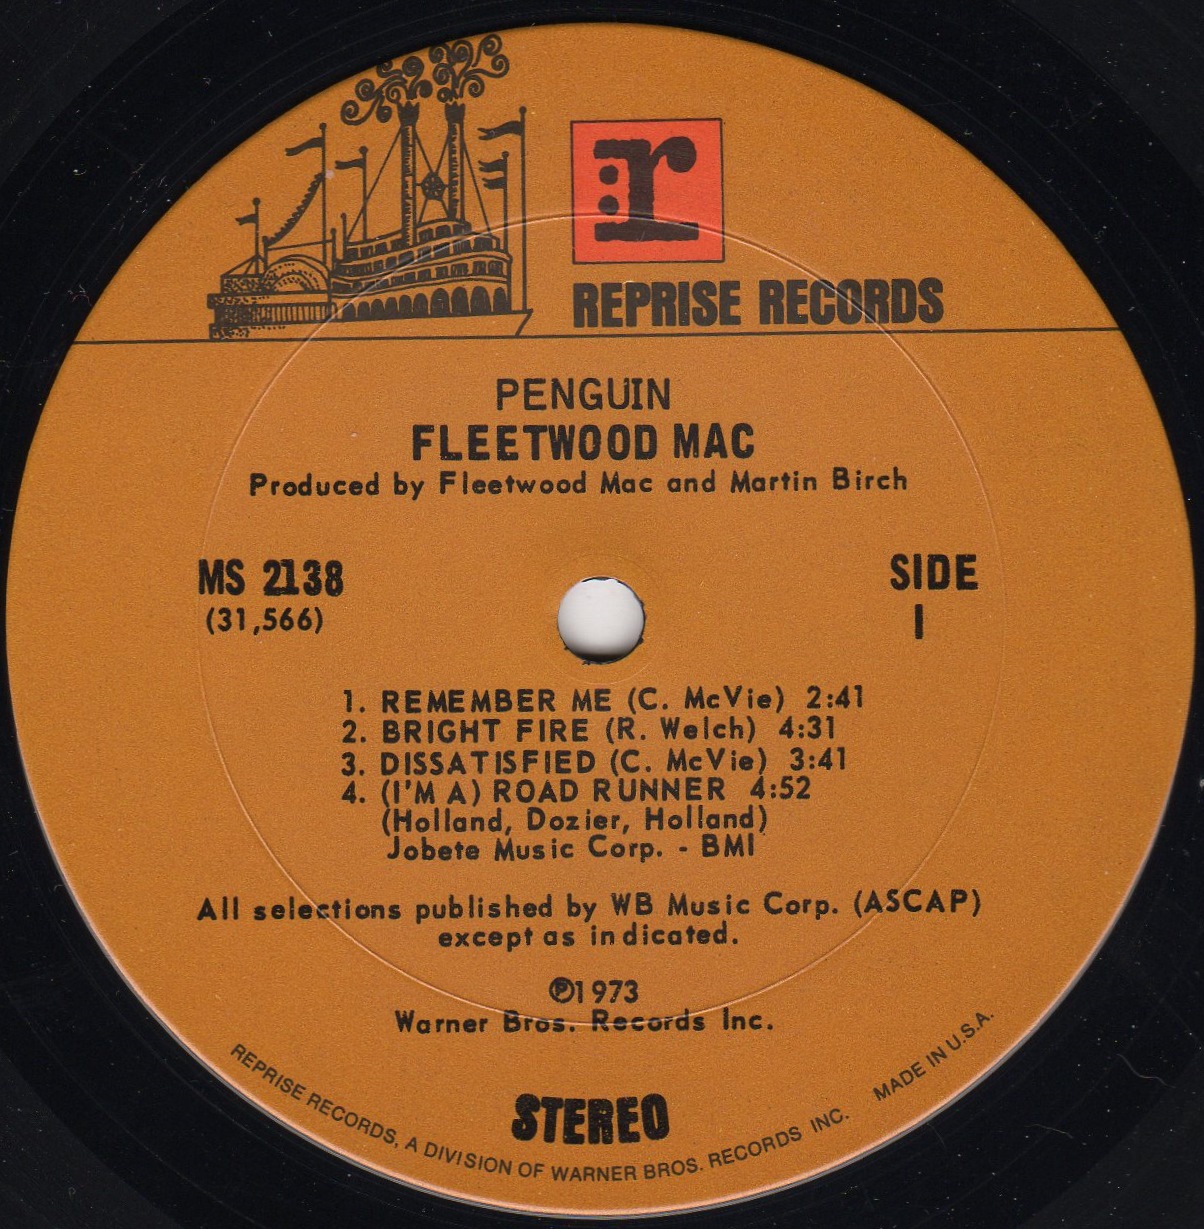 r
REPRISE RECORDS
PENGUIN
FLEETWOOD MAC
Produced by Fleetwood Mac and Martin Birch
MS 2138
(31,566)
SIDE
1
1. REMEMBER ME (C. McVie) 2:41
2. BRIGHT FIRE (R. Welch) 4:31
3. DISSATISFIED (C. McVie) 3:41
4. (I'M A) ROAD RUNNER 4:52
(Holland, Dozier, Holland)
Jobete Music Corp. - BMI
All selections published by WB Music Corp. (ASCAP)
except as indicated.
℗1973
Warner Bros. Records Inc.
STEREO
REPRISE RECORDS, A DIVISION OF WARNER BROS. RECORDS INC. MADE IN U.S.A.